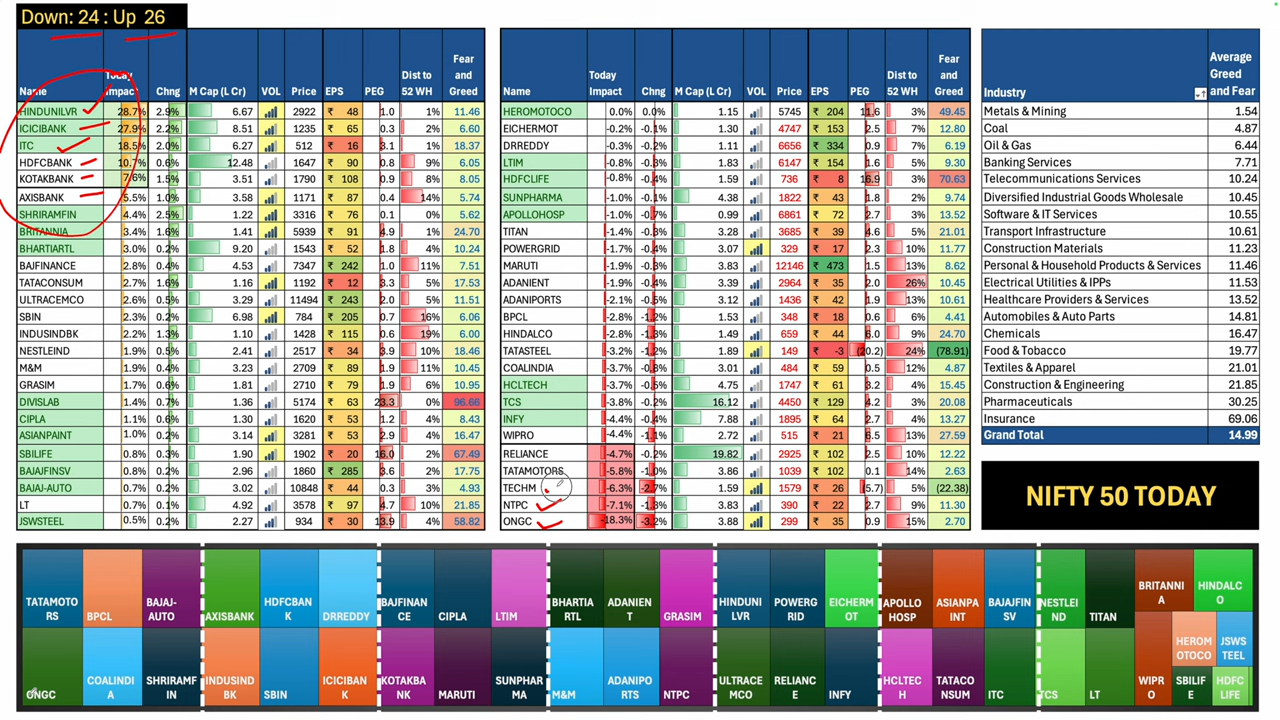 Down: 24 : Up 26
Name Today Impact Chng M Cap (L Cr) VOL Price EPS PEG Dist to 52 WH Fear and Greed
HINDUNILVR 28.7% 2.9% 6.67 2922 ₹ 48 1.0 1% 11.46
ICICIBANK 27.9% 2.2% 8.51 1235 ₹ 65 0.3 2% 6.60
ITC 18.5% 2.0% 6.27 512 ₹ 16 3.1 1% 18.37
HDFCBANK 10.7% 0.6% 12.48 1647 ₹ 90 0.8 9% 6.05
KOTAKBANK 7.6% 1.5% 3.51 1790 ₹ 108 0.9 8% 8.05
AXISBANK 5.5% 1.0% 3.58 1171 ₹ 87 0.4 14% 5.74
SHRIRAMFIN 4.4% 2.5% 1.22 3316 ₹ 76 0.1 0% 5.62
BRITANNIA 3.4% 1.6% 1.41 5939 ₹ 91 4.9 1% 24.70
BHARTIARTL 3.0% 0.2% 9.20 1543 ₹ 52 1.8 4% 10.24
BAJFINANCE 2.8% 0.4% 4.53 7347 ₹ 242 1.0 11% 7.51
TATACONSUM 2.7% 1.6% 1.16 1192 ₹ 12 3.3 5% 17.53
ULTRACEMCO 2.6% 0.5% 3.29 11494 ₹ 243 2.0 5% 11.51
SBIN 2.3% 0.2% 6.98 784 ₹ 205 0.7 16% 6.06
INDUSINDBK 2.2% 1.3% 1.10 1428 ₹ 115 0.6 19% 6.00
NESTLEIND 1.9% 0.5% 2.41 2517 ₹ 34 3.9 10% 18.46
M&M 1.9% 0.4% 3.23 2709 ₹ 89 1.9 11% 10.45
GRASIM 1.7% 0.6% 1.81 2710 ₹ 79 1.9 6% 10.95
DIVISLAB 1.4% 0.7% 1.36 5174 ₹ 63 23.3 0% 96.66
CIPLA 1.1% 0.6% 1.30 1620 ₹ 53 1.2 4% 8.43
ASIANPAINT 1.0% 0.2% 3.14 3281 ₹ 53 2.9 4% 16.47
SBILIFE 0.8% 0.3% 1.90 1902 ₹ 20 16.0 2% 67.49
BAJAJFINSV 0.8% 0.2% 2.96 1860 ₹ 285 3.6 2% 17.75
BAJAJ-AUTO 0.7% 0.2% 3.02 10848 ₹ 44 0.3 3% 4.93
LT 0.7% 0.1% 4.92 3578 ₹ 97 4.7 10% 21.85
JSWSTEEL 0.5% 0.2% 2.27 934 ₹ 30 13.9 4% 58.82
Name Today Impact Chng M Cap (L Cr) VOL Price EPS PEG Dist to 52 WH Fear and Greed
HEROMOTOCO 0.0% 0.0% 1.15 5745 ₹ 204 11.6 3% 49.45
EICHERMOT -0.2% -0.1% 1.30 4747 ₹ 153 2.5 7% 12.80
DRREDDY -0.4% -0.2% 1.16 6656 ₹ 334 0.9 7% 6.19
LTIM -0.8% -0.3% 1.83 6147 ₹ 154 1.6 5% 9.30
HDFCLIFE -0.8% -0.4% 1.59 736 ₹ 8 16.9 3% 70.63
SUNPHARMA -1.0% -0.1% 4.38 1822 ₹ 43 1.8 2% 9.74
APOLLOHOSP -1.0% -0.7% 0.99 6861 ₹ 72 2.7 3% 13.52
TITAN -1.4% 3.28 3685 ₹ 39 4.6 5% 21.01
POWERGRID -1.7% -0.4% 3.07 329 ₹ 17 2.3 10% 11.77
MARUTI -1.9% 3.83 12146 ₹ 473 1.5 13% 8.62
ADANIENT -1.9% 3.39 2964 ₹ 35 2.0 26% 10.45
ADANIPORTS -2.1% 3.12 1436 ₹ 42 1.9 13% 10.61
BPCL -2.8% -1.2% 1.53 348 ₹ 18 0.6 2% 4.41
HINDALCO -2.8% 1.49 659 ₹ 44 6.0 9% 24.70
TATASTEEL -3.2% -1.2% 1.89 149 ₹ -3 (20.2) 24% (78.91)
COALINDIA -3.7% 3.01 484 ₹ 59 0.5 12% 4.87
HCLTECH -3.7% 4.75 1747 ₹ 61 3.2 4% 15.45
TCS -3.8% 16.12 4450 ₹ 129 4.2 3% 20.08
INFY -4.4% -0.4% 7.88 1895 ₹ 64 2.7 4% 13.27
WIPRO -4.4% -1.1% 2.72 515 ₹ 21 6.5 13% 27.59
RELIANCE -4.7% -0.2% 19.82 2925 ₹ 102 2.5 10% 12.22
TATAMOTORS -5.8% -1.0% 3.86 1039 ₹ 102 0.1 14% 2.63
TECHM -6.3% -2.7% 1.59 1579 ₹ 26 (5.7) 5% (22.38)
NTPC -7.1% -1.3% 3.83 390 ₹ 22 2.7 9% 11.30
ONGC -18.3% -3.2% 3.88 299 ₹ 35 0.9 15% 2.70
Industry Average Greed and Fear
Metals & Mining 1.54
Coal 4.87
Oil & Gas 6.44
Banking Services 7.71
Telecommunications Services 10.24
Diversified Industrial Goods Wholesale 10.45
Software & IT Services 10.55
Transport Infrastructure 10.61
Construction Materials 11.23
Personal & Household Products & Services 11.46
Electrical Utilities & IPPs 11.53
Healthcare Providers & Services 13.52
Automobiles & Auto Parts 14.81
Chemicals 16.47
Food & Tobacco 19.77
Textiles & Apparel 21.01
Construction & Engineering 21.85
Pharmaceuticals 30.25
Insurance 69.06
Grand Total 14.99
NIFTY 50 TODAY
TATAMOTORS BPCL BAJAJ-AUTO AXISBANK HDFCBANK DRREDDY BAJFINANCE CIPLA LTIM BHARTIARTL ADANIENT GRASIM HINDUNILVR POWERGRID EICHERMOT APOLLOHOSP ASIANPAINT BAJAJFINSV NESTLEIND TITAN BRITANNIA HINDALCO
HEROMOTOCO JSWSTEEL
ONGC COALINDIA SHRIRAMFIN INDUSINDBK SBIN ICICIBANK KOTAKBANK MARUTI SUNPHARMA M&M ADANIPORTS NTPC ULTRACEMCO RELIANCE INFY HCLTECH TATACONSUM ITC TCS LT WIPRO SBILIFE HDFCLIFE